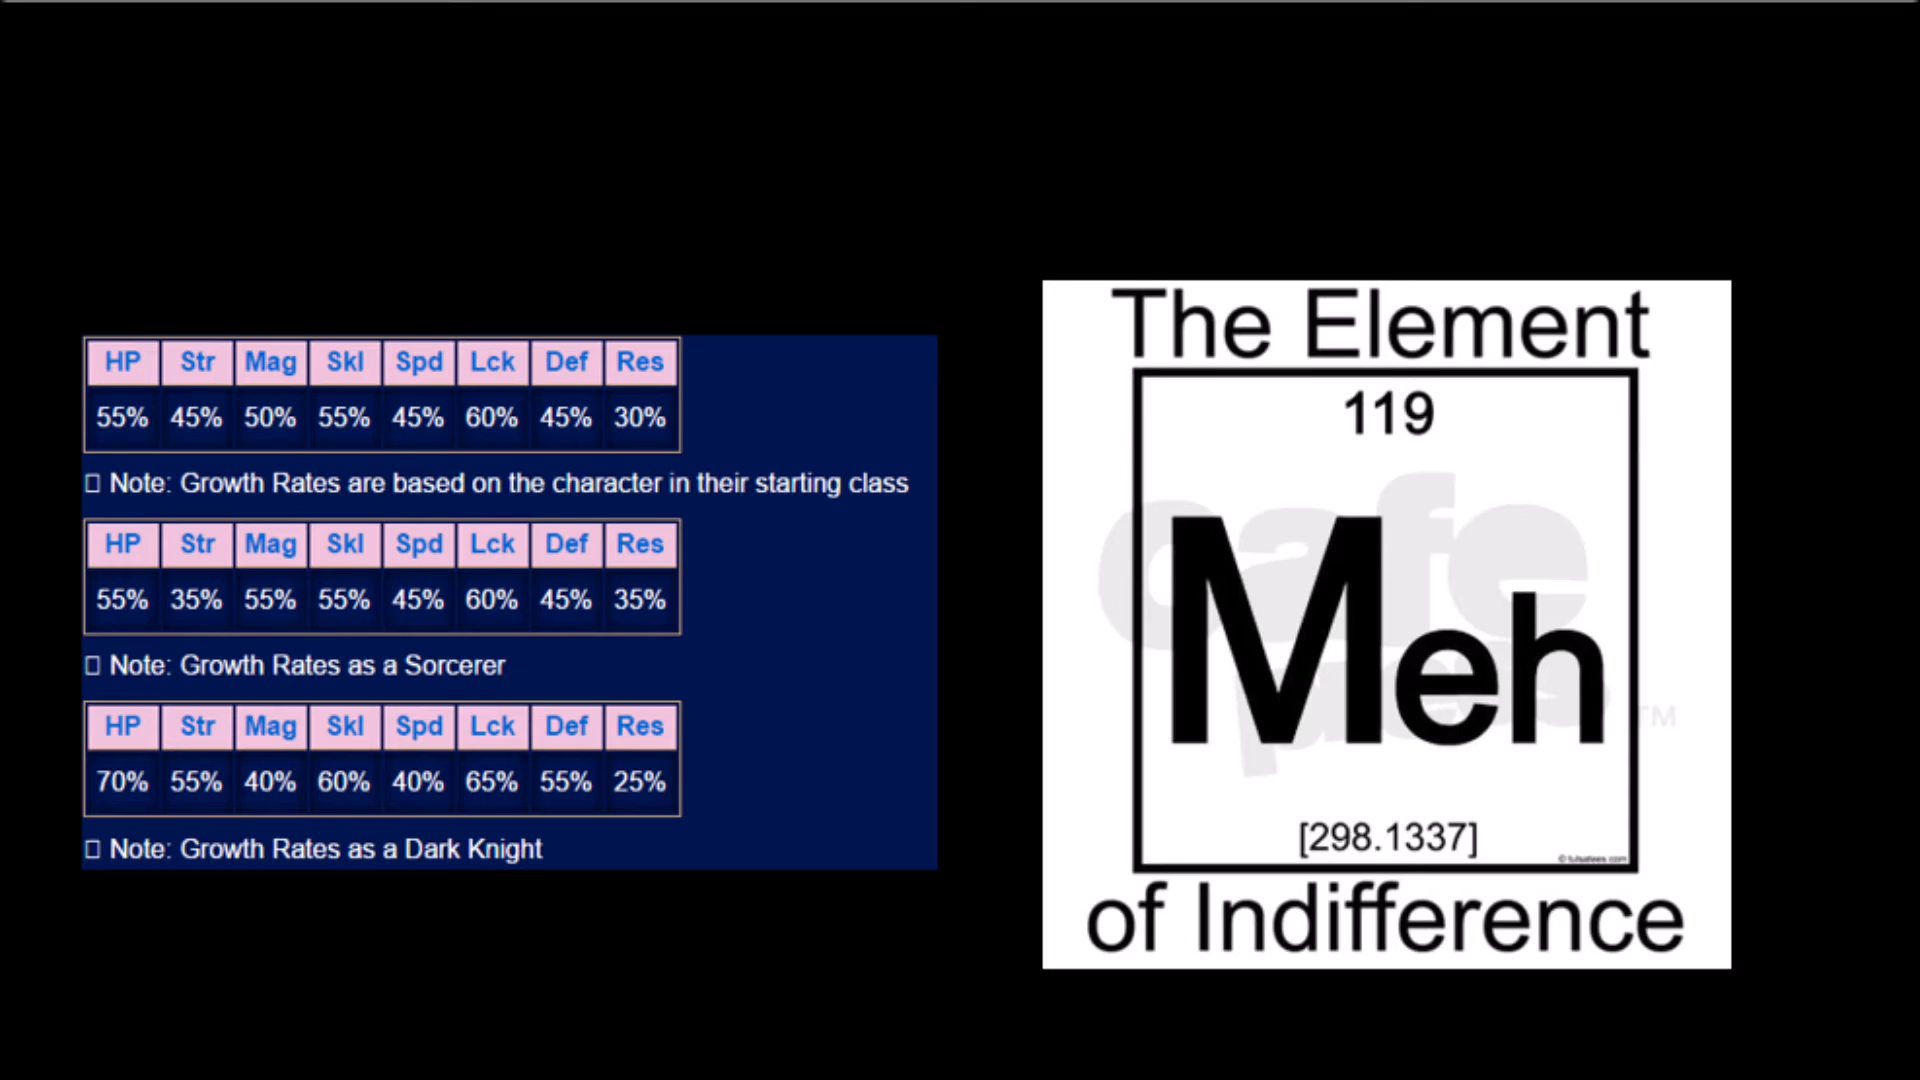 HP Str Mag Skl Spd Lck Def Res
55% 45% 50% 55% 45% 60% 45% 30%
Note: Growth Rates are based on the character in their starting class
HP Str Mag Skl Spd Lck Def Res
55% 35% 55% 55% 45% 60% 45% 35%
Note: Growth Rates as a Sorcerer
HP Str Mag Skl Spd Lck Def Res
70% 55% 40% 60% 40% 65% 55% 25%
Note: Growth Rates as a Dark Knight
The Element
119
cafe
Meh
TM
[298.1337]
of Indifference